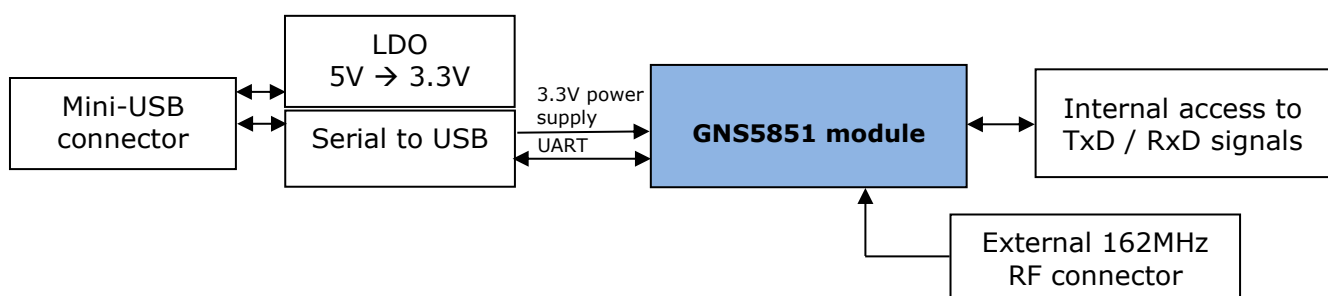 LDO
5V → 3.3V
Mini-USB
connector
Serial to USB
3.3V power
supply
UART
GNS5851 module
Internal access to
TxD / RxD signals
External 162MHz
RF connector